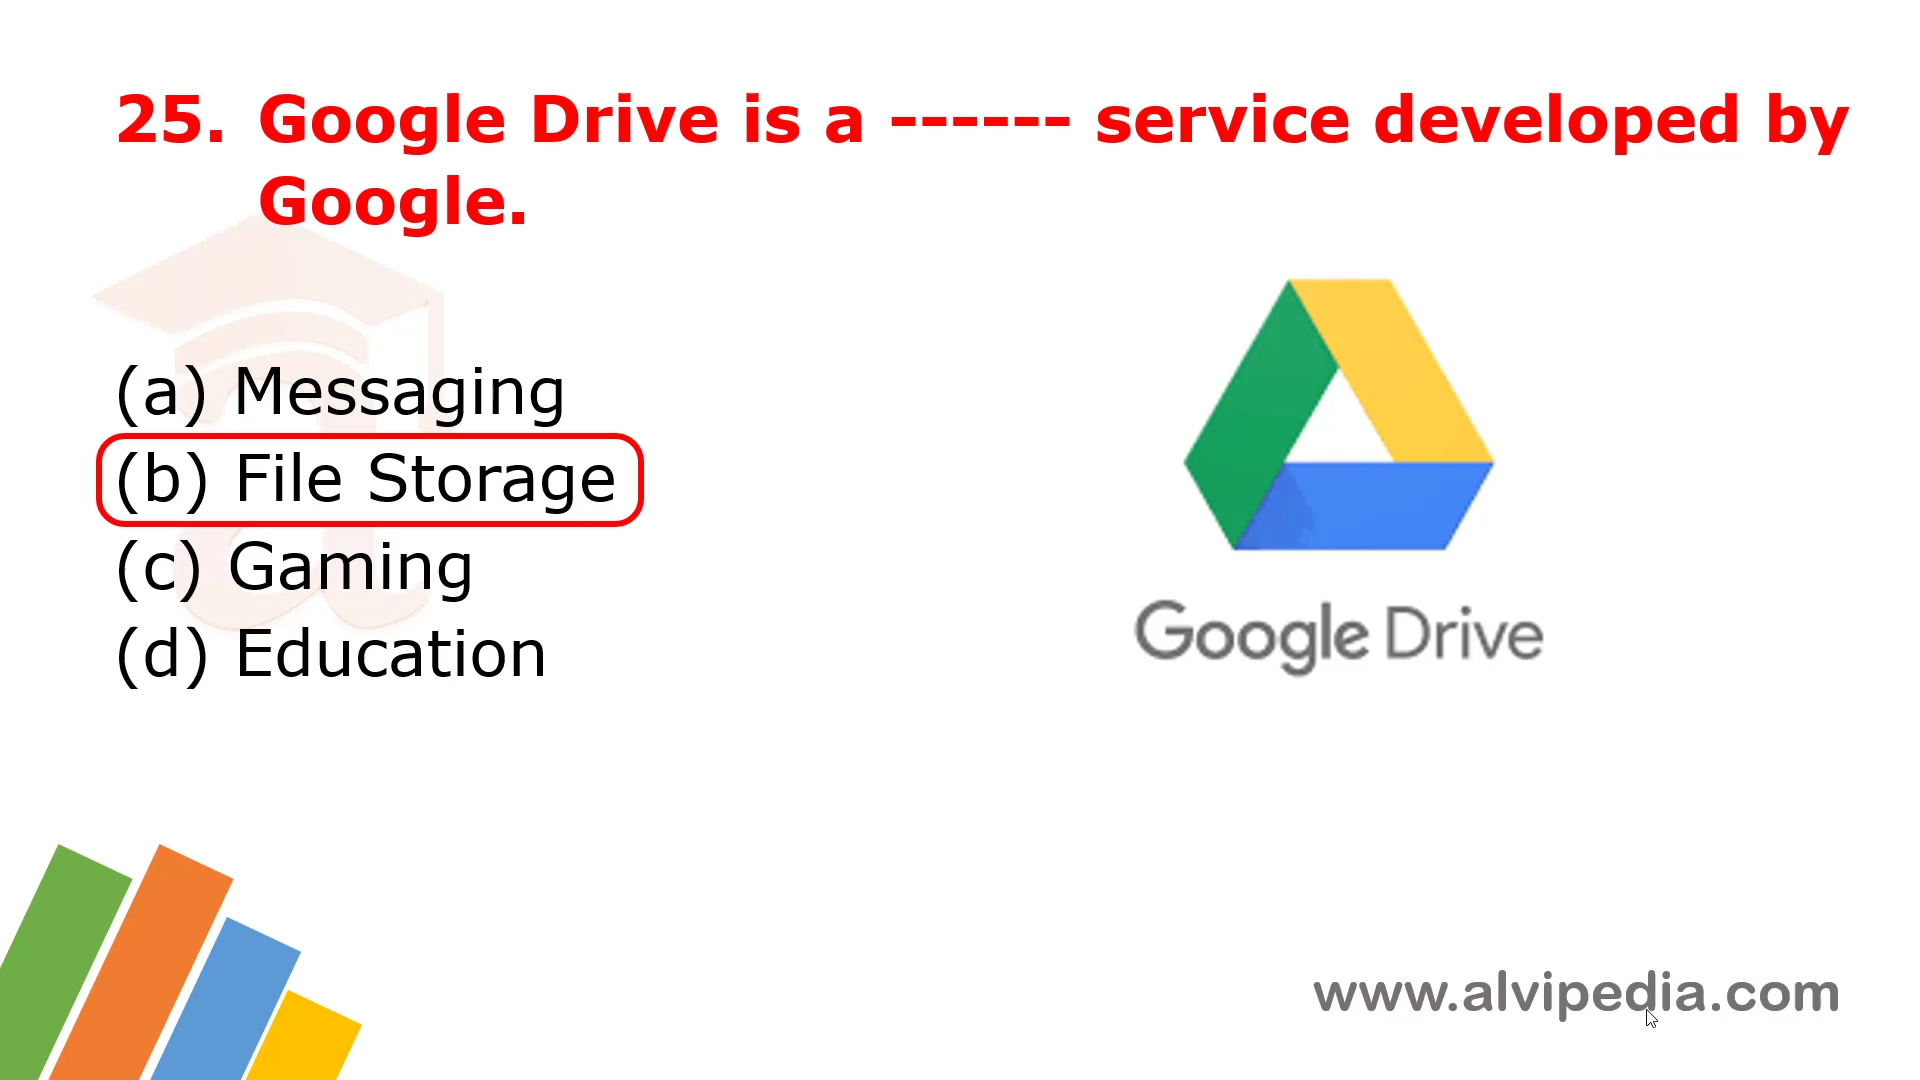 25. Google Drive is a ------ service developed by
Google.
(a) Messaging
(b) File Storage
(c) Gaming
(d) Education
Google Drive
www.alvipedia.com